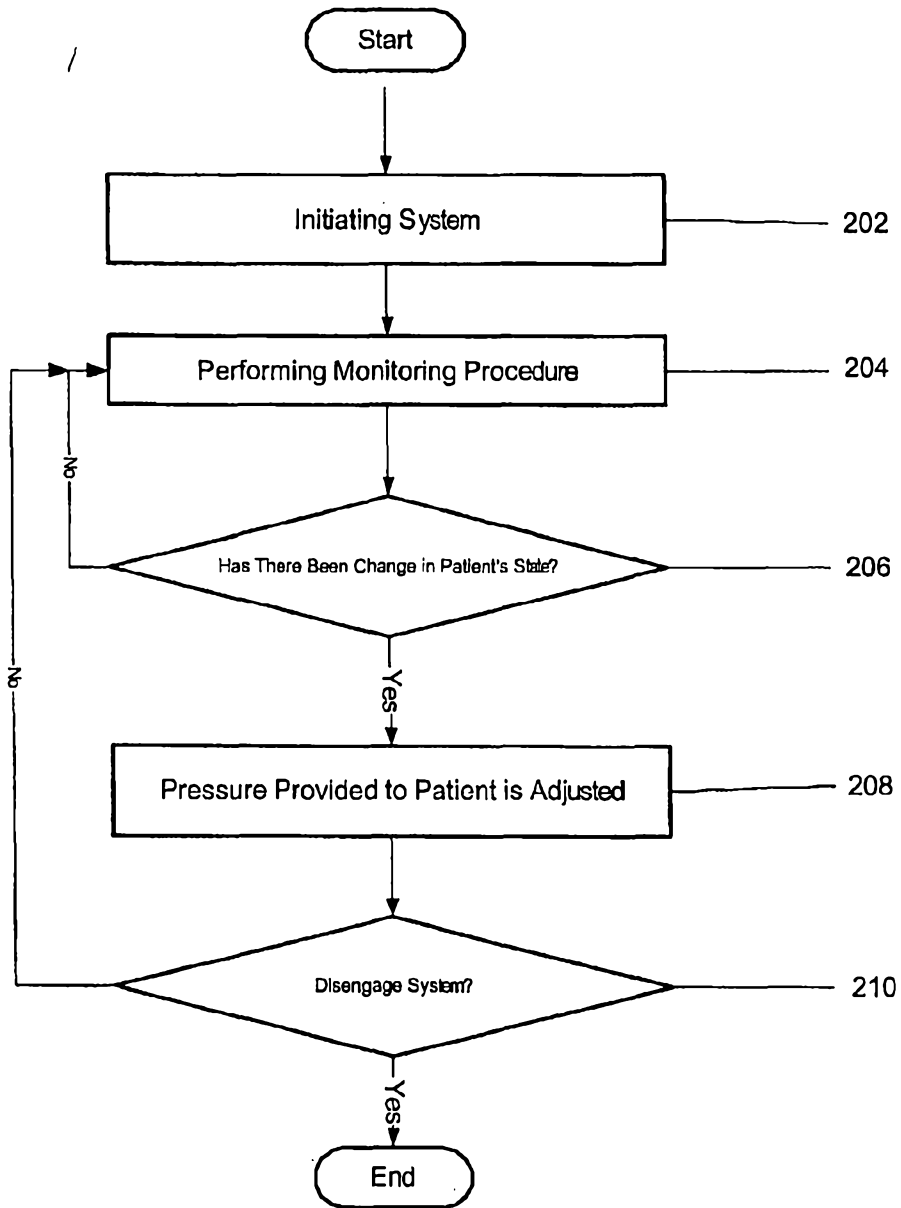 Start
Initiating System
202
Performing Monitoring Procedure
204
No
Has There Been Change in Patient's State?
206
No
Yes
Pressure Provided to Patient is Adjusted
208
Disengage System?
210
Yes
End